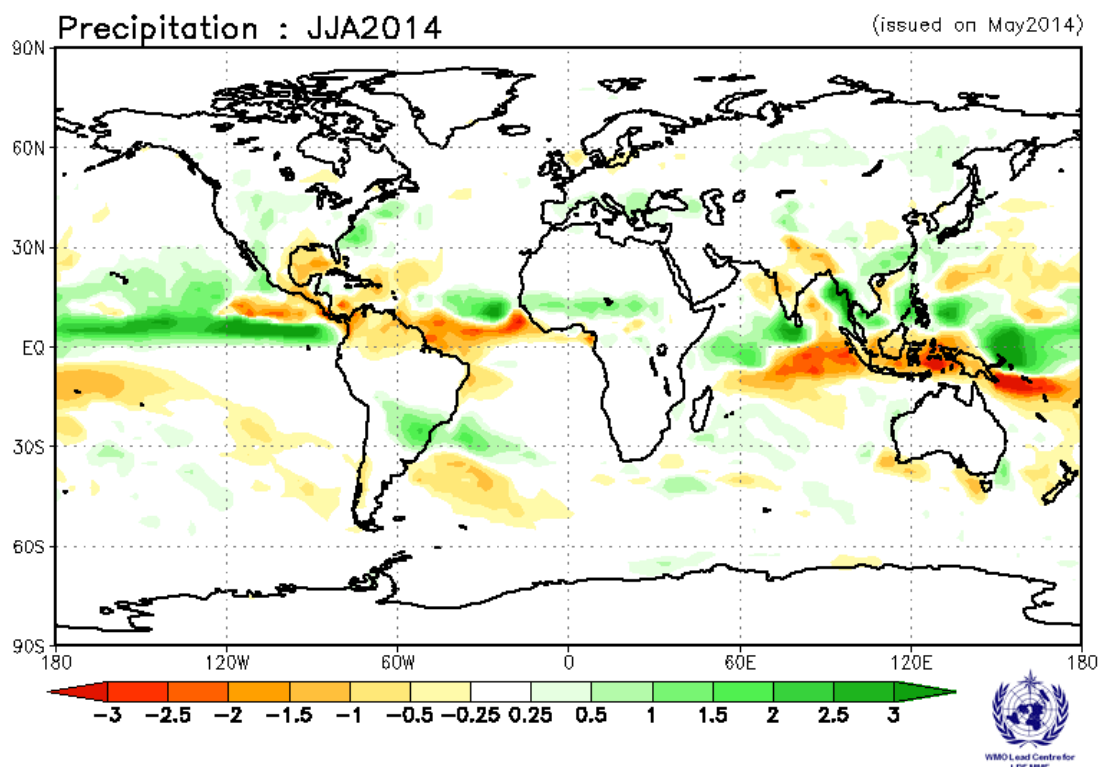 Precipitation : JJA2014
(issued on May2014)
90N
60N
30N
EQ
30S
60S
90S
180 120W 60W 0 60E 120E 180
-3 -2.5 -2 -1.5 -1 -0.5 -0.25 0.25 0.5 1 1.5 2 2.5 3
WMO Lead Centre for